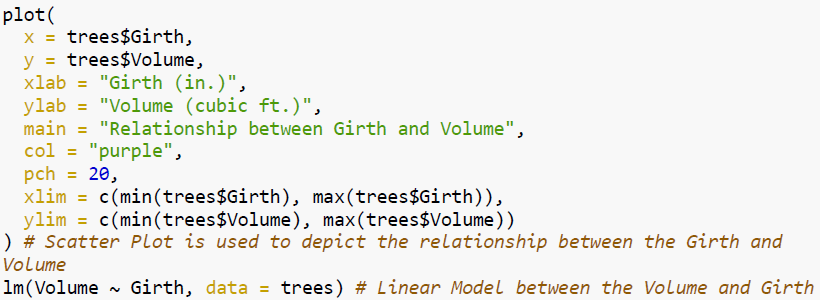 plot(
  x = trees$Girth,
  y = trees$Volume,
  xlab = "Girth (in.)",
  ylab = "Volume (cubic ft.)",
  main = "Relationship between Girth and Volume",
  col = "purple",
  pch = 20,
  xlim = c(min(trees$Girth), max(trees$Girth)),
  ylim = c(min(trees$Volume), max(trees$Volume))
) # Scatter Plot is used to depict the relationship between the Girth and
Volume
lm(Volume ~ Girth, data = trees) # Linear Model between the Volume and Girth